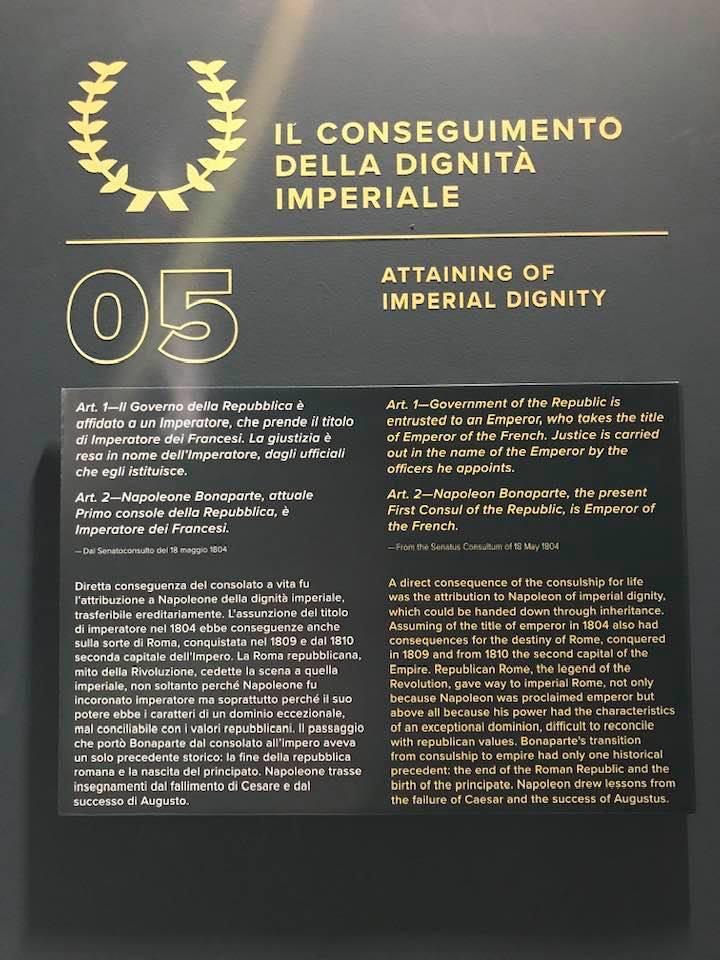 IL CONSEGUIMENTO
DELLA DIGNITÀ
IMPERIALE
05
ATTAINING OF
IMPERIAL DIGNITY
Art. 1—Il Governo della Repubblica è
affidato a un Imperatore, che prende il titolo
di Imperatore dei Francesi. La giustizia è
resa in nome dell'Imperatore, dagli ufficiali
che egli istituisce.
Art. 2—Napoleone Bonaparte, attuale
Primo console della Repubblica, è
Imperatore dei Francesi.
—Dal Senatoconsulto del 18 maggio 1804
Diretta conseguenza del consolato a vita fu
l'attribuzione a Napoleone della dignità imperiale,
trasferibile ereditariamente. L'assunzione del titolo
di imperatore nel 1804 ebbe conseguenze anche
sulla sorte di Roma, conquistata nel 1809 e dal 1810
seconda capitale dell'Impero. La Roma repubblicana,
mito della Rivoluzione, cedette la scena a quella
imperiale, non soltanto perché Napoleone fu
incoronato imperatore ma soprattutto perché il suo
potere ebbe i caratteri di un dominio eccezionale,
mal conciliabile con i valori repubblicani. Il passaggio
che portò Bonaparte dal consolato all'impero aveva
un solo precedente storico: la fine della repubblica
romana e la nascita del principato. Napoleone trasse
insegnamenti dal fallimento di Cesare e dal
successo di Augusto.
Art. 1—Government of the Republic is
entrusted to an Emperor, who takes the title
of Emperor of the French. Justice is carried
out in the name of the Emperor by the
officers he appoints.
Art. 2—Napoleon Bonaparte, the present
First Consul of the Republic, is Emperor of
the French.
—From the Senatus Consultum of 18 May 1804
A direct consequence of the consulship for life
was the attribution to Napoleon of imperial dignity,
which could be handed down through inheritance.
Assuming of the title of emperor in 1804 also had
consequences for the destiny of Rome, conquered
in 1809 and from 1810 the second capital of the
Empire. Republican Rome, the legend of the
Revolution, gave way to imperial Rome, not only
because Napoleon was proclaimed emperor but
above all because his power had the characteristics
of an exceptional dominion, difficult to reconcile
with republican values. Bonaparte's transition
from consulship to empire had only one historical
precedent: the end of the Roman Republic and the
birth of the principate. Napoleon drew lessons from
the failure of Caesar and the success of Augustus.